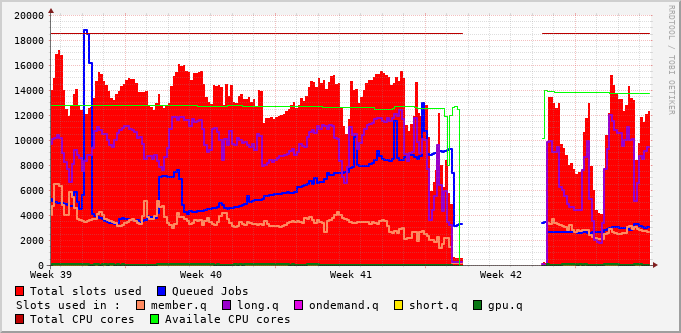 20000
18000
16000
14000
12000
10000
8000
6000
4000
2000
0
Week 39 Week 40 Week 41 Week 42
RRDTOOL / TOBI OETIKER
Total slots used Queued Jobs
Slots used in : member.q long.q ondemand.q short.q gpu.q
Total CPU cores Availale CPU cores